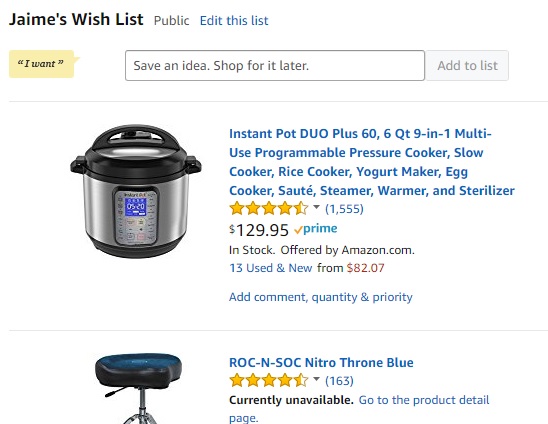 Jaime's Wish List Public Edit this list
“I want ”
Save an idea. Shop for it later.
Add to list
Instant Pot DUO Plus 60, 6 Qt 9-in-1 Multi-
Use Programmable Pressure Cooker, Slow
Cooker, Rice Cooker, Yogurt Maker, Egg
Cooker, Sauté, Steamer, Warmer, and Sterilizer
(1,555)
$129.95 prime
In Stock. Offered by Amazon.com.
13 Used & New from $82.07
Add comment, quantity & priority
ROC-N-SOC Nitro Throne Blue
(163)
Currently unavailable. Go to the product detail
page.